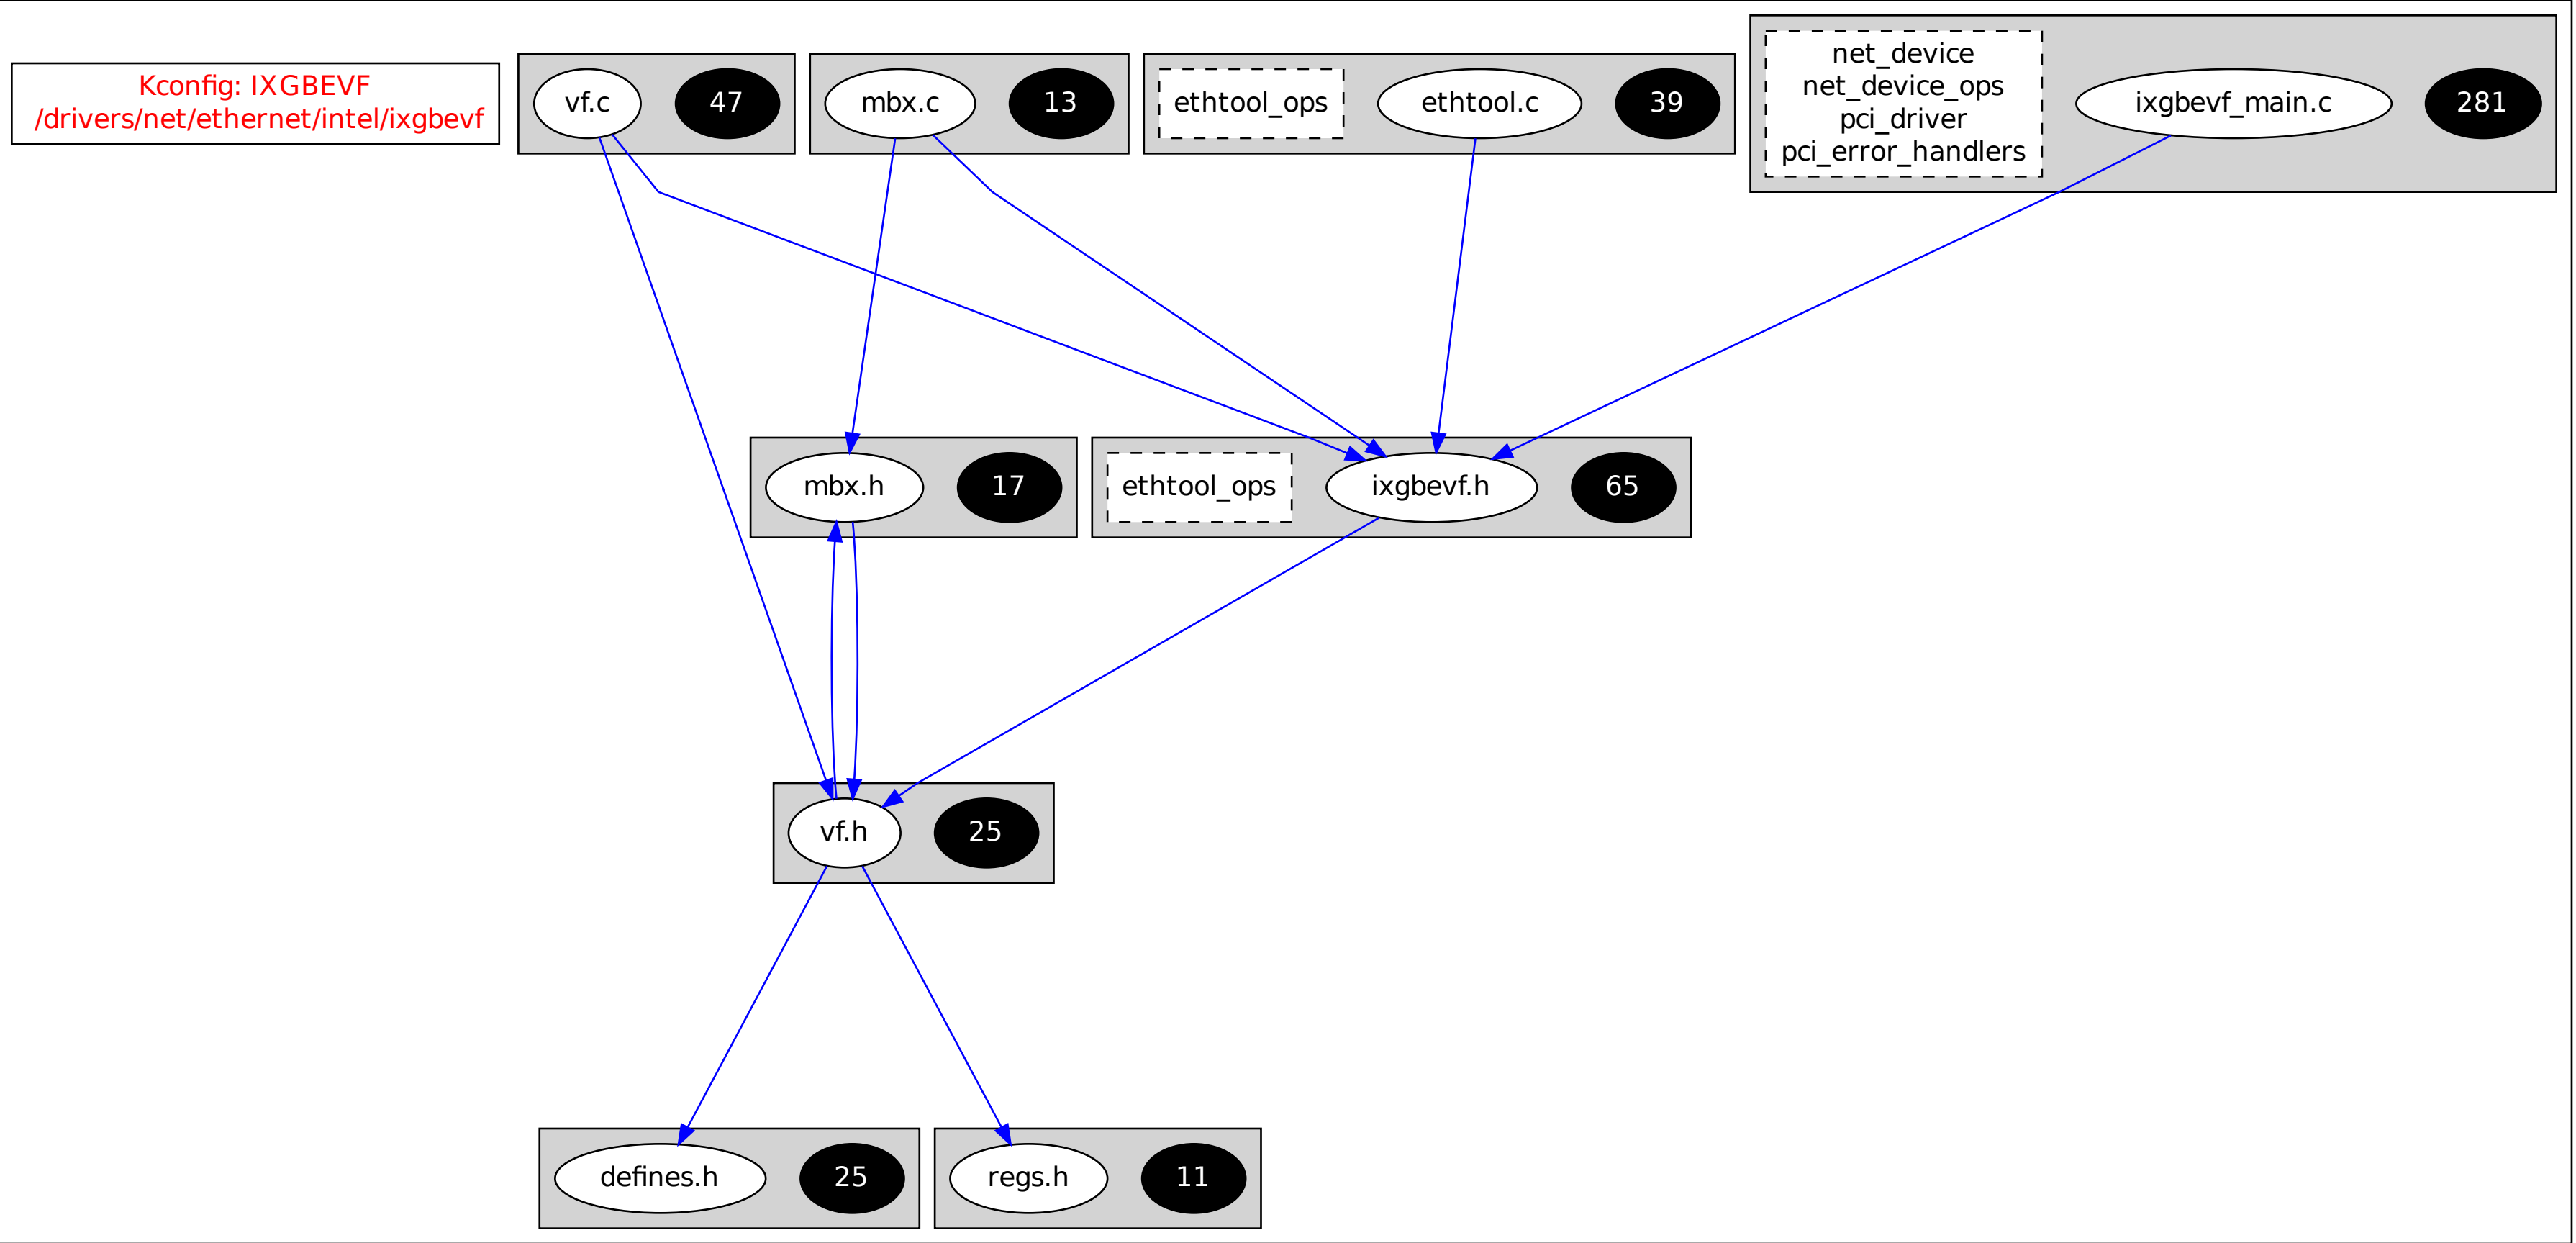 Kconfig: IXGBEVF
/drivers/net/ethernet/intel/ixgbevf
vf.c
47
mbx.c
13
ethtool_ops
ethtool.c
39
net_device
net_device_ops
pci_driver
pci_error_handlers
ixgbevf_main.c
281
mbx.h
17
ethtool_ops
ixgbevf.h
65
vf.h
25
defines.h
25
regs.h
11